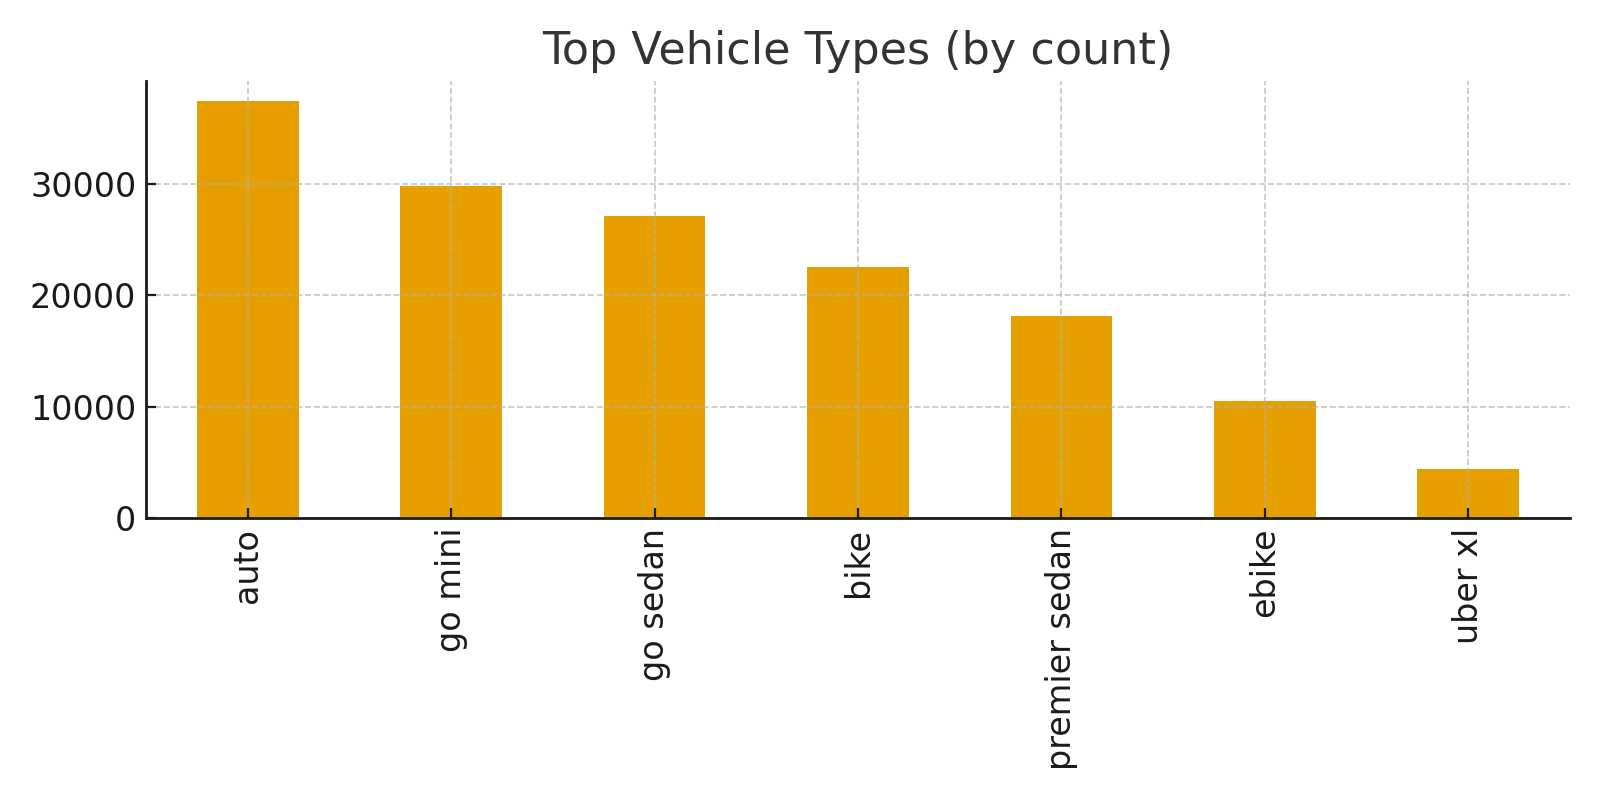 Top Vehicle Types (by count)
30000
20000
10000
0
auto
go mini
go sedan
bike
premier sedan
ebike
uber xl